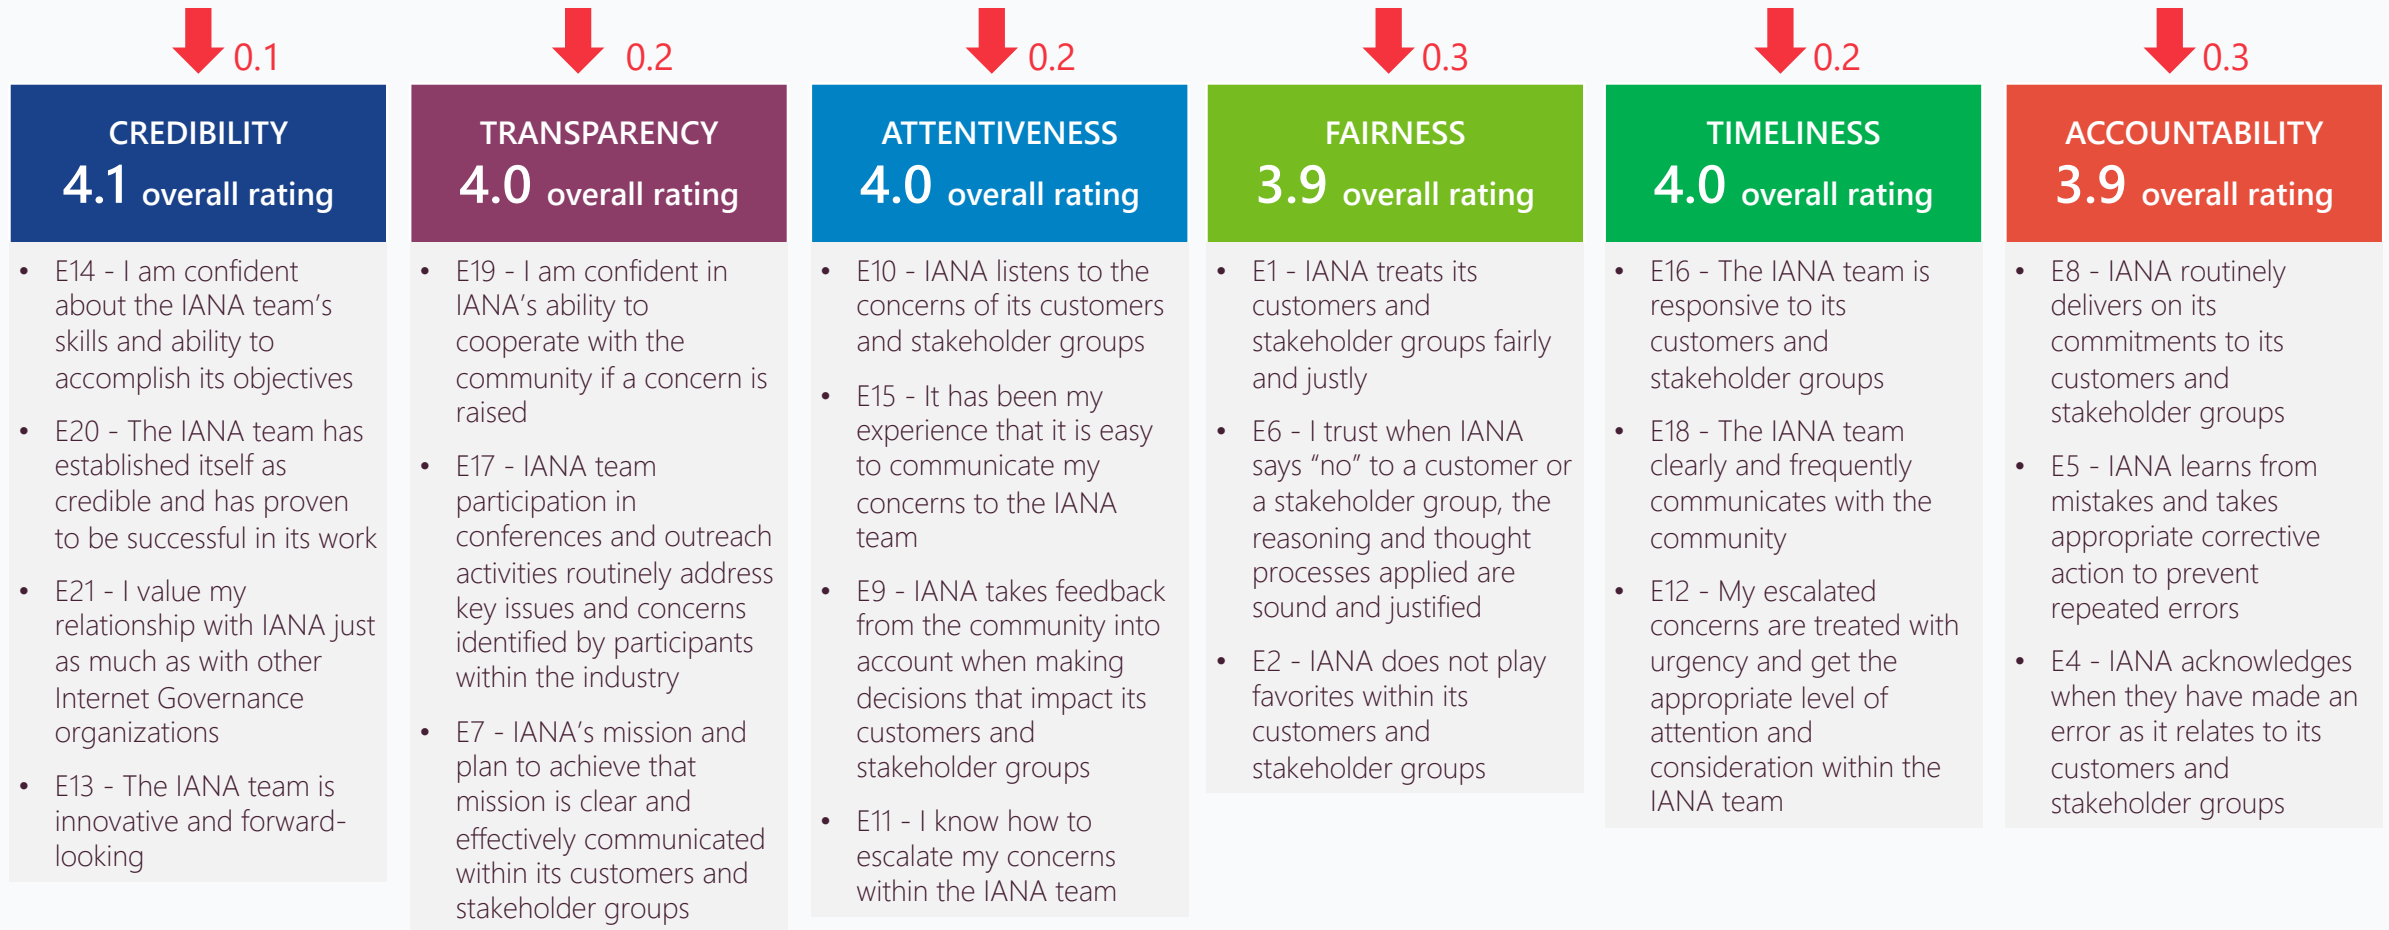 0.1
CREDIBILITY
4.1 overall rating
• E14 - I am confident
about the IANA team’s
skills and ability to
accomplish its objectives
• E20 - The IANA team has
established itself as
credible and has proven
to be successful in its work
• E21 - I value my
relationship with IANA just
as much as with other
Internet Governance
organizations
• E13 - The IANA team is
innovative and forward-
looking
0.2
TRANSPARENCY
4.0 overall rating
• E19 - I am confident in
IANA’s ability to
cooperate with the
community if a concern is
raised
• E17 - IANA team
participation in
conferences and outreach
activities routinely address
key issues and concerns
identified by participants
within the industry
• E7 - IANA’s mission and
plan to achieve that
mission is clear and
effectively communicated
within its customers and
stakeholder groups
0.2
ATTENTIVENESS
4.0 overall rating
• E10 - IANA listens to the
concerns of its customers
and stakeholder groups
• E15 - It has been my
experience that it is easy
to communicate my
concerns to the IANA
team
• E9 - IANA takes feedback
from the community into
account when making
decisions that impact its
customers and
stakeholder groups
• E11 - I know how to
escalate my concerns
within the IANA team
0.3
FAIRNESS
3.9 overall rating
• E1 - IANA treats its
customers and
stakeholder groups fairly
and justly
• E6 - I trust when IANA
says “no” to a customer or
a stakeholder group, the
reasoning and thought
processes applied are
sound and justified
• E2 - IANA does not play
favorites within its
customers and
stakeholder groups
0.2
TIMELINESS
4.0 overall rating
• E16 - The IANA team is
responsive to its
customers and
stakeholder groups
• E18 - The IANA team
clearly and frequently
communicates with the
community
• E12 - My escalated
concerns are treated with
urgency and get the
appropriate level of
attention and
consideration within the
IANA team
0.3
ACCOUNTABILITY
3.9 overall rating
• E8 - IANA routinely
delivers on its
commitments to its
customers and
stakeholder groups
• E5 - IANA learns from
mistakes and takes
appropriate corrective
action to prevent
repeated errors
• E4 - IANA acknowledges
when they have made an
error as it relates to its
customers and
stakeholder groups